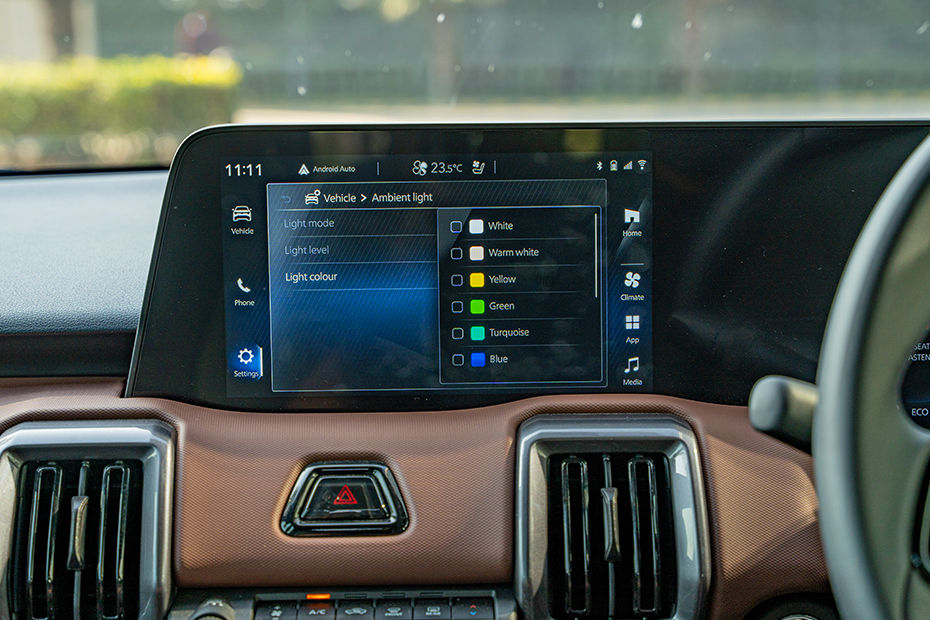 11:11 Android Auto 23.5°C
Vehicle
Phone
Settings
Vehicle > Ambient light
Light mode
Light level
Light colour
White
Warm white
Yellow
Green
Turquoise
Blue
Home
Climate
App
Media
ECO
A/C